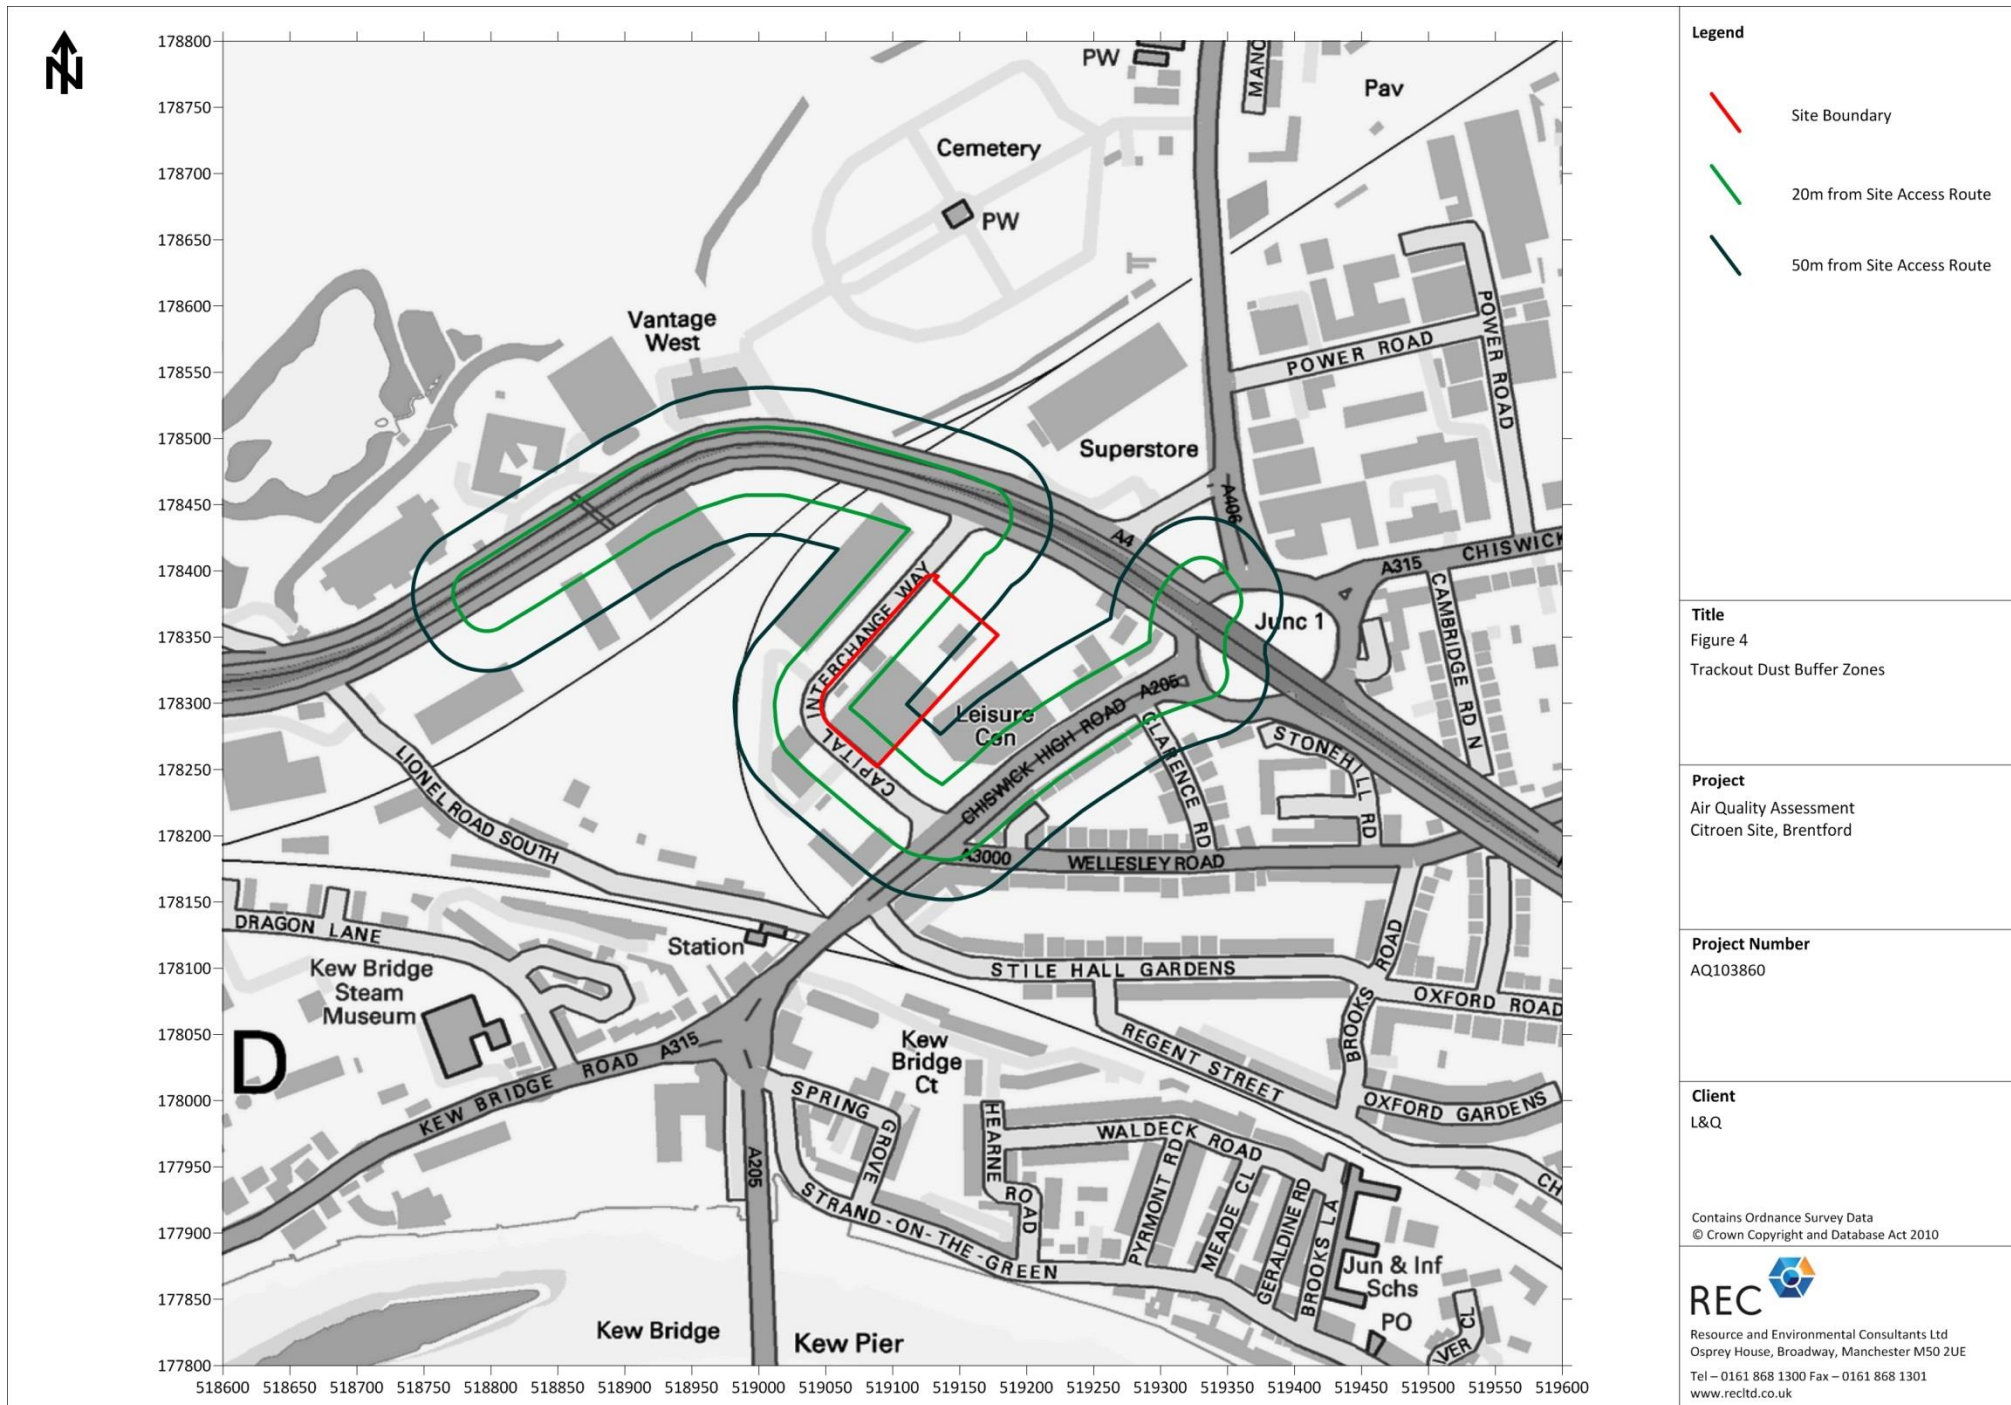 N
178800
178750
178700
178650
178600
178550
178500
178450
178400
178350
178300
178250
178200
178150
178100
178050
178000
177950
177900
177850
177800
518600 518650 518700 518750 518800 518850 518900 518950 519000 519050 519100 519150 519200 519250 519300 519350 519400 519450 519500 519550 519600
PW
MANO
Pav
Cemetery
PW
Vantage
West
POWER ROAD
POWER ROAD
Superstore
A406
A4
A315
CHISWICK
Junc 1
CAMBRIDGE RD N
INTERCHANGE WAY
CAPITAL
Leisure
Cen
A205
CHISWICK HIGH ROAD
CLARENCE RD
STONEHILL RD
LIONEL ROAD SOUTH
A3000
WELLESLEY ROAD
DRAGON LANE
Station
Kew Bridge
Steam
Museum
STILE HALL GARDENS
BROOKS ROAD
OXFORD ROAD
D
KEW BRIDGE ROAD A315
Kew
Bridge
Ct
REGENT STREET
OXFORD GARDENS
SPRING GROVE
HEARNE ROAD
WALDECK ROAD
A205
STRAND-ON-THE-GREEN
PYRMONT RD
MEADE CL
GERALDINE RD
BROOKS LA
CH
Jun & Inf
Schs
PO
VER CL
Kew Bridge
Kew Pier
Legend
Site Boundary
20m from Site Access Route
50m from Site Access Route
Title
Figure 4
Trackout Dust Buffer Zones
Project
Air Quality Assessment
Citroen Site, Brentford
Project Number
AQ103860
Client
L&Q
Contains Ordnance Survey Data
© Crown Copyright and Database Act 2010
REC
Resource and Environmental Consultants Ltd
Osprey House, Broadway, Manchester M50 2UE
Tel – 0161 868 1300 Fax – 0161 868 1301
www.recltd.co.uk